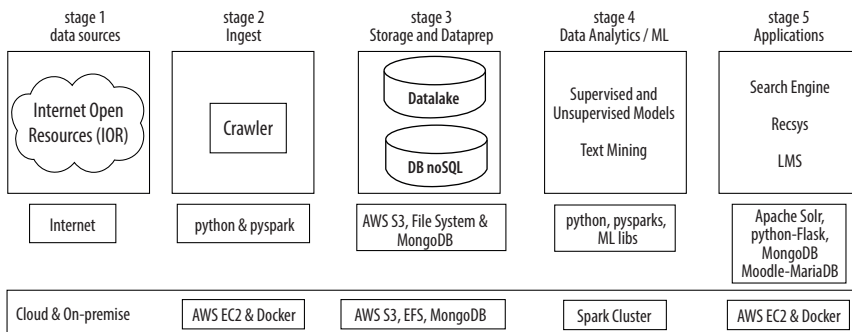 stage 1
data sources
stage 2
Ingest
stage 3
Storage and Dataprep
stage 4
Data Analytics / ML
stage 5
Applications
Internet Open
Resources (IOR)
Crawler
Datalake
DB noSQL
Supervised and
Unsupervised Models
Text Mining
Search Engine
Recsys
LMS
Internet
python & pyspark
AWS S3, File System &
MongoDB
python, pysparks,
ML libs
Apache Solr,
python-Flask,
MongoDB
Moodle-MariaDB
Cloud & On-premise
AWS EC2 & Docker
AWS S3, EFS, MongoDB
Spark Cluster
AWS EC2 & Docker